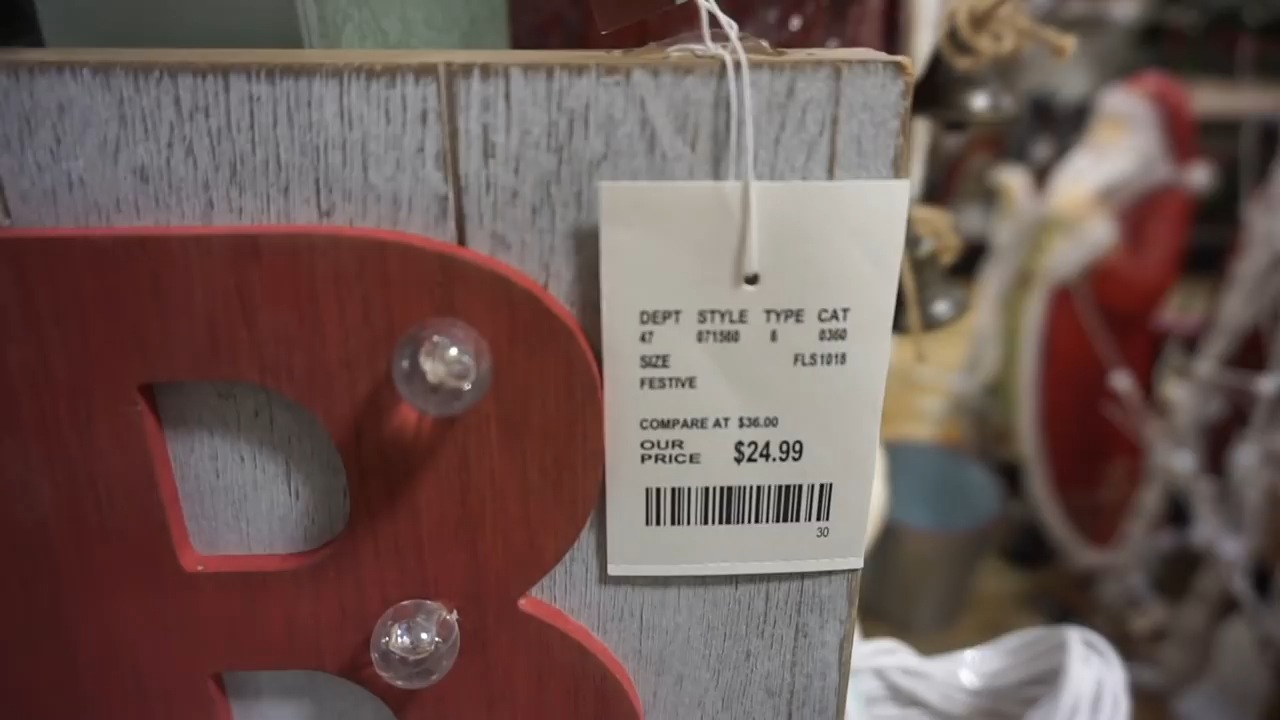 DEPT STYLE TYPE CAT
47 071560 6 0360
SIZE FLS1018
FESTIVE
COMPARE AT $36.00
OUR PRICE $24.99
30
B